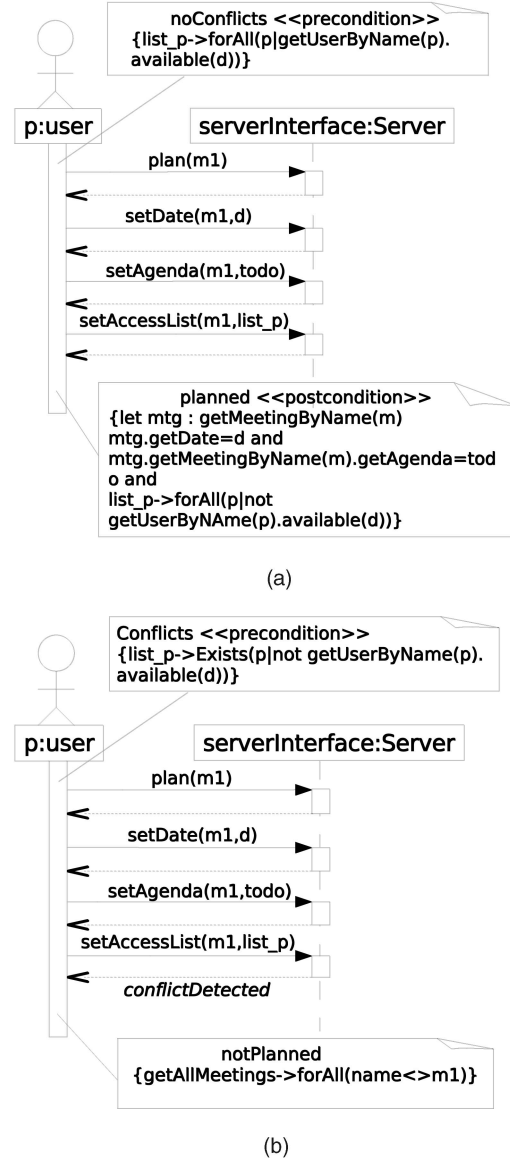 noConflicts <<precondition>>
{list_p->forAll(p|getUserByName(p).
available(d))}
p:user
serverInterface:Server
plan(m1)
setDate(m1,d)
setAgenda(m1,todo)
setAccessList(m1,list_p)
planned <<postcondition>>
{let mtg : getMeetingByName(m)
mtg.getDate=d and
mtg.getMeetingByName(m).getAgenda=tod
o and
list_p->forAll(p|not
getUserByNAme(p).available(d))}
(a)
Conflicts <<precondition>>
{list_p->Exists(p|not getUserByName(p).
available(d))}
p:user
serverInterface:Server
plan(m1)
setDate(m1,d)
setAgenda(m1,todo)
setAccessList(m1,list_p)
conflictDetected
notPlanned
{getAllMeetings->forAll(name<>m1)}
(b)